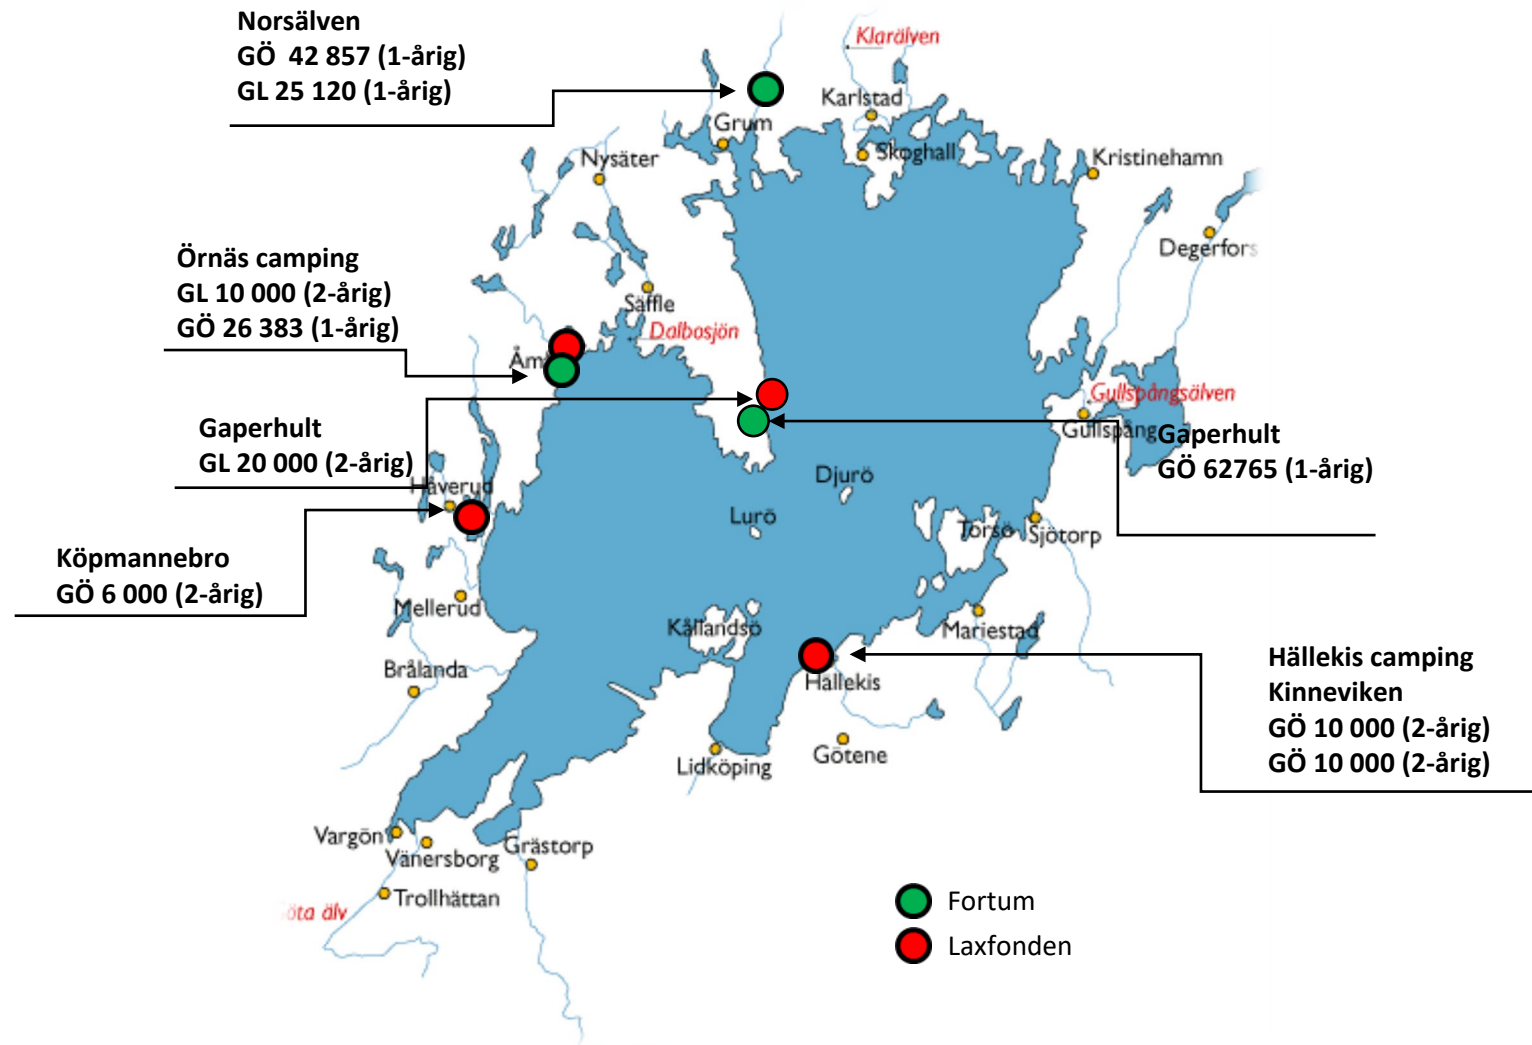 Norsälven
GÖ  42 857 (1-årig)
GL 25 120 (1-årig)
Klarälven
Karlstad
Grum
Skoghall
Nysäter
Kristinehamn
Degerfors
Örnäs camping
GL 10 000 (2-årig)
GÖ 26 383 (1-årig)
Säffle
Dalbosjön
Åm
Gullspångsälven
Gullspång
Gaperhult
GL 20 000 (2-årig)
Gaperhult
GÖ 62765 (1-årig)
Håverud
Djurö
Lurö
Torsö
Sjötorp
Köpmannebro
GÖ 6 000 (2-årig)
Mellerud
Kållandsö
Mariestad
Brålanda
Hällekis
Hällekis camping
Kinneviken
GÖ 10 000 (2-årig)
GÖ 10 000 (2-årig)
Lidköping
Götene
Vargön
Vänersborg
Grästorp
Trollhättan
öta älv
Fortum
Laxfonden